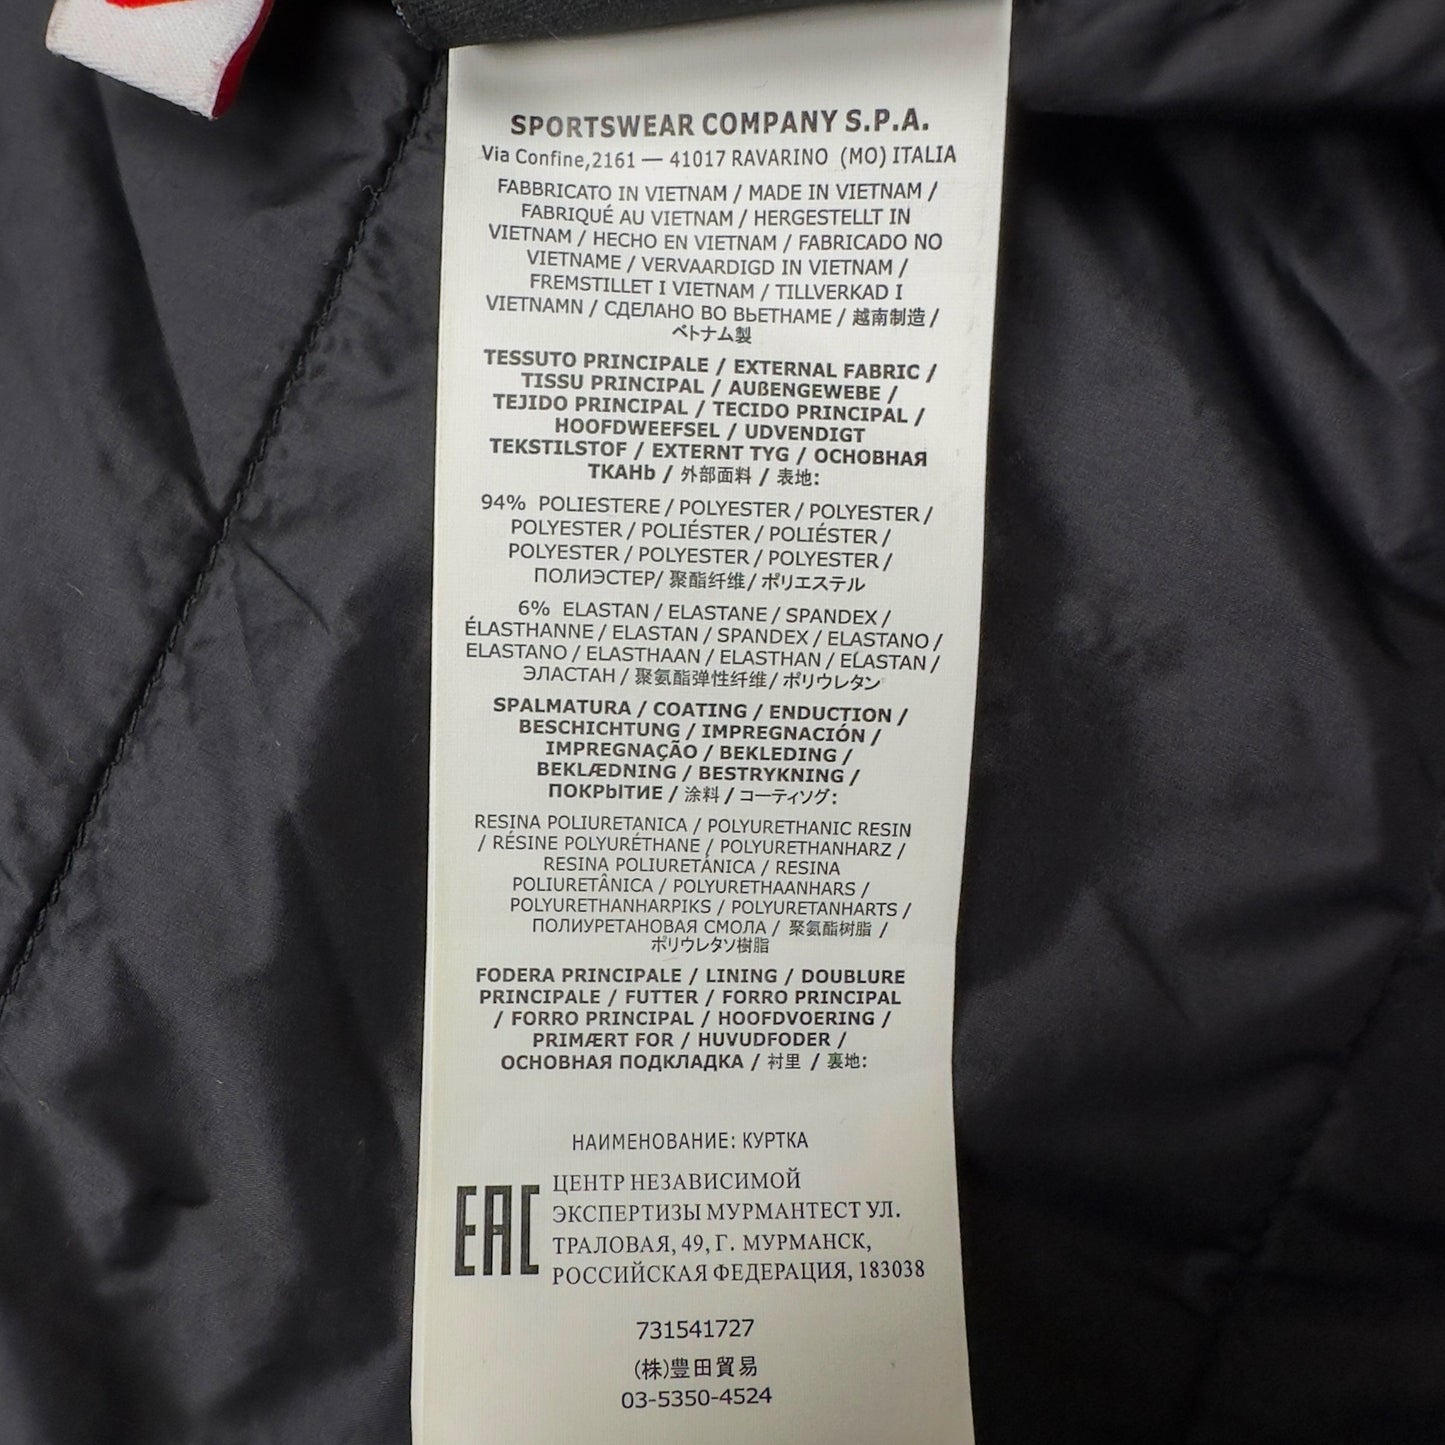 SPORTSWEAR COMPANY S.P.A.
Via Confine,2161 — 41017 RAVARINO (MO) ITALIA
FABBRICATO IN VIETNAM / MADE IN VIETNAM /
FABRIQUÉ AU VIETNAM / HERGESTELLT IN
VIETNAM / HECHO EN VIETNAM / FABRICADO NO
VIETNAME / VERVAARDIGD IN VIETNAM /
FREMSTILLET I VIETNAM / TILLVERKAD I
VIETNAMN / СДЕЛАНО ВО ВЬЕТНАМЕ / 越南制造 /
ベトナム製
TESSUTO PRINCIPALE / EXTERNAL FABRIC /
TISSU PRINCIPAL / AUßENGEWEBE /
TEJIDO PRINCIPAL / TECIDO PRINCIPAL /
HOOFDWEEFSEL / UDVENDIGT
TEKSTILSTOF / EXTERNT TYG / ОСНОВНАЯ
ТКАНЬ / 外部面料 / 表地:
94% POLIESTERE / POLYESTER / POLYESTER /
POLYESTER / POLIÉSTER / POLIÉSTER /
POLYESTER / POLYESTER / POLYESTER /
ПОЛИЭСТЕР/ 聚酯纤维/ ポリエステル
6% ELASTAN / ELASTANE / SPANDEX /
ÉLASTHANNE / ELASTAN / SPANDEX / ELASTANO /
ELASTANO / ELASTHAAN / ELASTHAN / ELASTAN /
ЭЛАСТАН / 聚氨酯弹性纤维/ ポリウレタン
SPALMATURA / COATING / ENDUCTION /
BESCHICHTUNG / IMPREGNACIÓN /
IMPREGNAÇÃO / BEKLEDING /
BEKLÆDNING / BESTRYKNING /
ПОКРЫТИЕ / 涂料 / コーティソグ:
RESINA POLIURETANICA / POLYURETHANIC RESIN
/ RÉSINE POLYURÉTHANE / POLYURETHANHARZ /
RESINA POLIURETÁNICA / RESINA
POLIURETÂNICA / POLYURETHAANHARS /
POLYURETHANHARPIKS / POLYURETANHARTS /
ПОЛИУРЕТАНОВАЯ СМОЛА / 聚氨酯树脂 /
ポリウレタソ樹脂
FODERA PRINCIPALE / LINING / DOUBLURE
PRINCIPALE / FUTTER / FORRO PRINCIPAL
/ FORRO PRINCIPAL / HOOFDVOERING /
PRIMÆRT FOR / HUVUDFODER /
ОСНОВНАЯ ПОДКЛАДКА / 衬里 / 裏地:
НАИМЕНОВАНИЕ: КУРТКА
EAC
ЦЕНТР НЕЗАВИСИМОЙ
ЭКСПЕРТИЗЫ МУРМАНТЕСТ УЛ.
ТРАЛОВАЯ, 49, Г. МУРМАНСК,
РОССИЙСКАЯ ФЕДЕРАЦИЯ, 183038
731541727
(株)豊田貿易
03-5350-4524